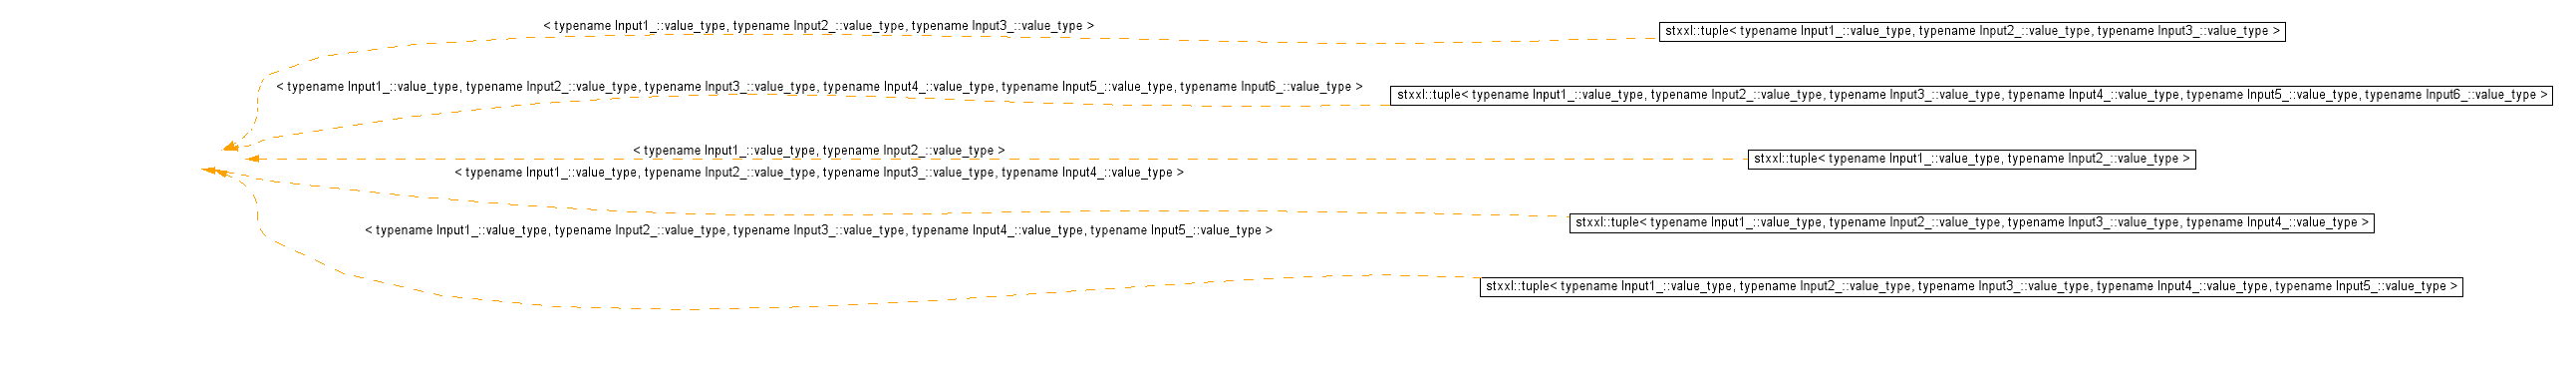 < typename Input1_::value_type, typename Input2_::value_type, typename Input3_::value_type >
stxxl::tuple< typename Input1_::value_type, typename Input2_::value_type, typename Input3_::value_type >
< typename Input1_::value_type, typename Input2_::value_type, typename Input3_::value_type, typename Input4_::value_type, typename Input5_::value_type, typename Input6_::value_type >
stxxl::tuple< typename Input1_::value_type, typename Input2_::value_type, typename Input3_::value_type, typename Input4_::value_type, typename Input5_::value_type, typename Input6_::value_type >
< typename Input1_::value_type, typename Input2_::value_type >
stxxl::tuple< typename Input1_::value_type, typename Input2_::value_type >
< typename Input1_::value_type, typename Input2_::value_type, typename Input3_::value_type, typename Input4_::value_type >
stxxl::tuple< typename Input1_::value_type, typename Input2_::value_type, typename Input3_::value_type, typename Input4_::value_type >
< typename Input1_::value_type, typename Input2_::value_type, typename Input3_::value_type, typename Input4_::value_type, typename Input5_::value_type >
stxxl::tuple< typename Input1_::value_type, typename Input2_::value_type, typename Input3_::value_type, typename Input4_::value_type, typename Input5_::value_type >